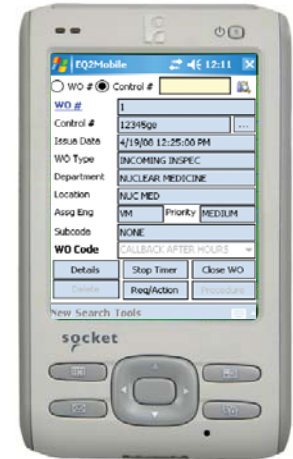 EQ2Mobile 12:11
WO # Control #
WO # 1
Control # 12345ge ...
Issue Date 4/19/08 12:25:00 PM
WO Type INCOMING INSPEC
Department NUCLEAR MEDICINE
Location NUC MED
Assg Eng VM Priority MEDIUM
Subcode NONE
WO Code CALLBACK AFTER HOURS
Details Stop Timer Close WO
Delete Req/Action Procedure
New Search Tools
socket